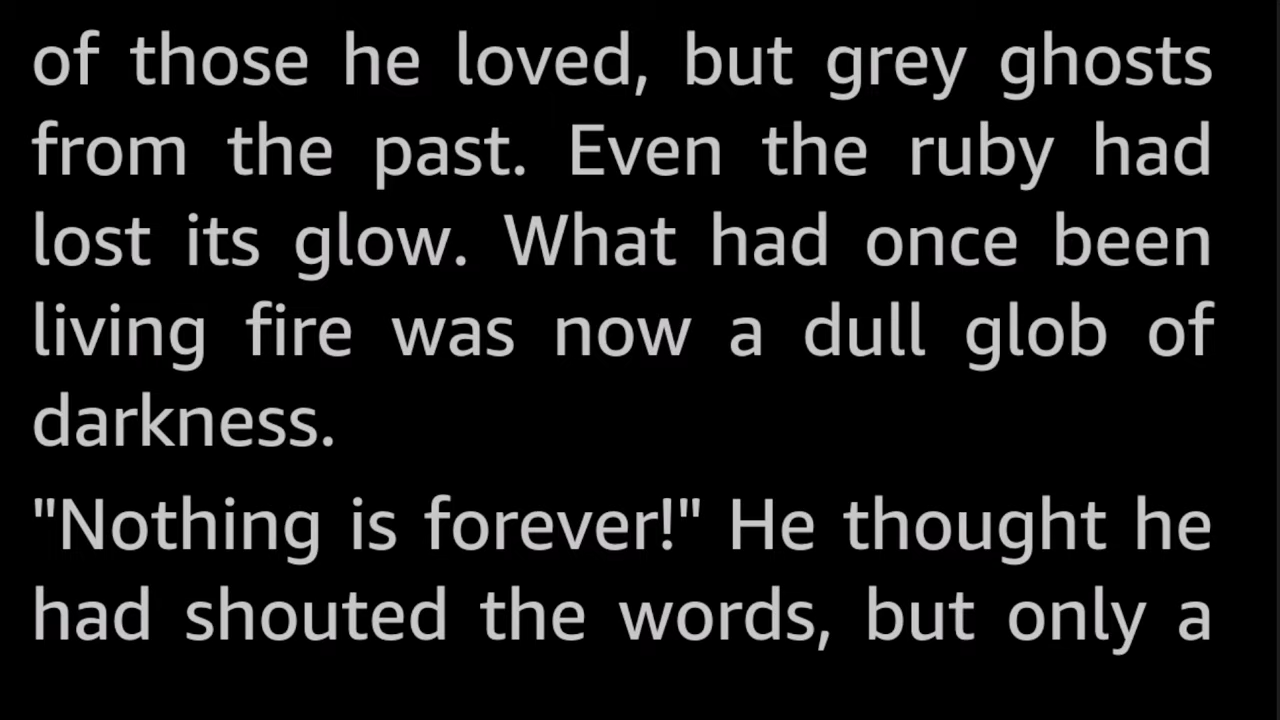 of those he loved, but grey ghosts
from the past. Even the ruby had
lost its glow. What had once been
living fire was now a dull glob of
darkness.
"Nothing is forever!" He thought he
had shouted the words, but only a